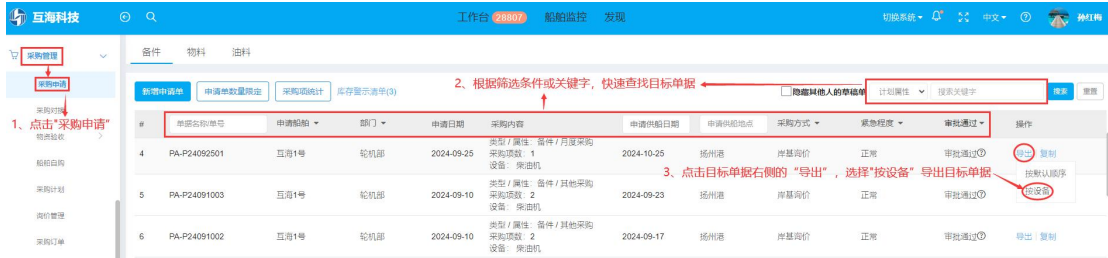 互海科技
工作台 28807 船舶监控 发现
切换系统 中文 孙红梅
采购管理
采购申请
采购对接
1、点击"采购申请"
物资验收
船舶自购
采购计划
询价管理
采购订单
备件 物料 油料
2、根据筛选条件或关键字，快速查找目标单据
新增申请单 申请单数量限定 采购项统计 库存警示清单(3)
隐藏其他人的草稿单 计划属性 搜索关键字 搜索 重置
# 单据名称/单号 申请船舶 部门 申请日期 采购内容 申请供船日期 申请供船地点 采购方式 紧急程度 审批通过 操作
4 PA-P24092501 互海1号 轮机部 2024-09-25 类型 / 属性：备件 / 月度采购
采购项数：1
设备：柴油机
2024-10-25 扬州港 岸基询价 正常 审批通过 导出 复制
按默认顺序
按设备
3、点击目标单据右侧的“导出”，选择"按设备"导出目标单据
5 PA-P24091003 互海1号 轮机部 2024-09-10 类型 / 属性：备件 / 其他采购
采购项数：2
设备：柴油机
2024-09-23 扬州港 岸基询价 正常 审批通过
6 PA-P24091002 互海1号 轮机部 2024-09-10 类型 / 属性：备件 / 其他采购
采购项数：2
设备：柴油机
2024-09-17 扬州港 岸基询价 正常 审批通过 导出 复制